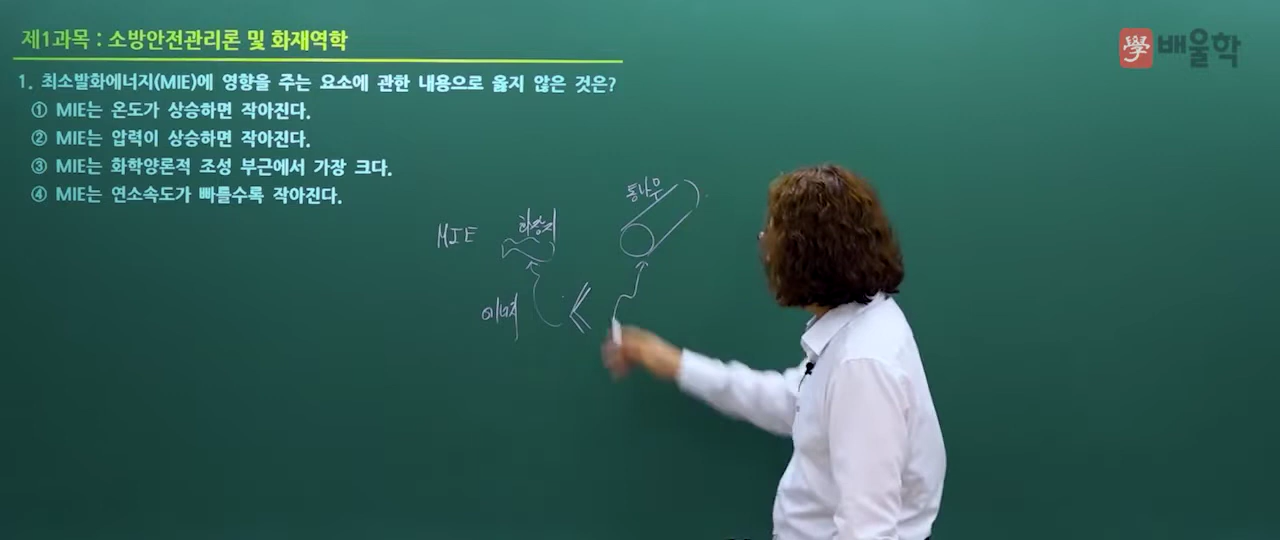 제1과목 : 소방안전관리론 및 화재역학
學 배울학
1. 최소발화에너지(MIE)에 영향을 주는 요소에 관한 내용으로 옳지 않은 것은?
① MIE는 온도가 상승하면 작아진다.
② MIE는 압력이 상승하면 작아진다.
③ MIE는 화학양론적 조성 부근에서 가장 크다.
④ MIE는 연소속도가 빠를수록 작아진다.
통나무
화장지
MIE
에너지